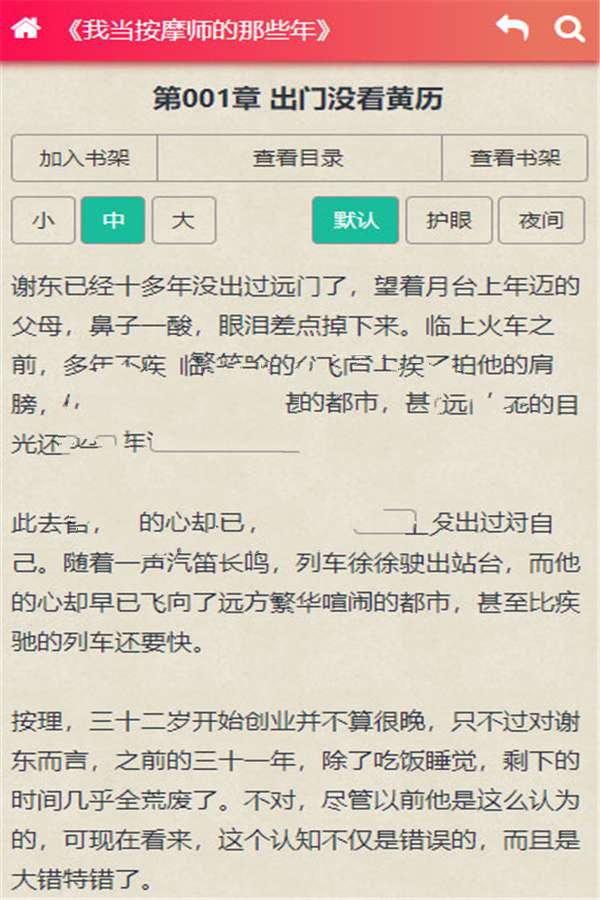 《我当按摩师的那些年》
第001章 出门没看黄历
加入书架 查看目录 查看书架
小 中 大 默认 护眼 夜间
谢东已经十多年没出过远门了，望着月台上年迈的
父母，鼻子一酸，眼泪差点掉下来。临上火车之
前，多年不 的 拍他的肩
膀， 的都市，甚 远 的目
光还 年
此去 ， 的心却已， 没出过 自
己。随着一声汽笛长鸣，列车徐徐驶出站台，而他
的心却早已飞向了远方繁华喧闹的都市，甚至比疾
驰的列车还要快。
按理，三十二岁开始创业并不算很晚，只不过对谢
东而言，之前的三十一年，除了吃饭睡觉，剩下的
时间几乎全荒废了。不对，尽管以前他是这么认为
的，可现在看来，这个认知不仅是错误的，而且是
大错特错了。